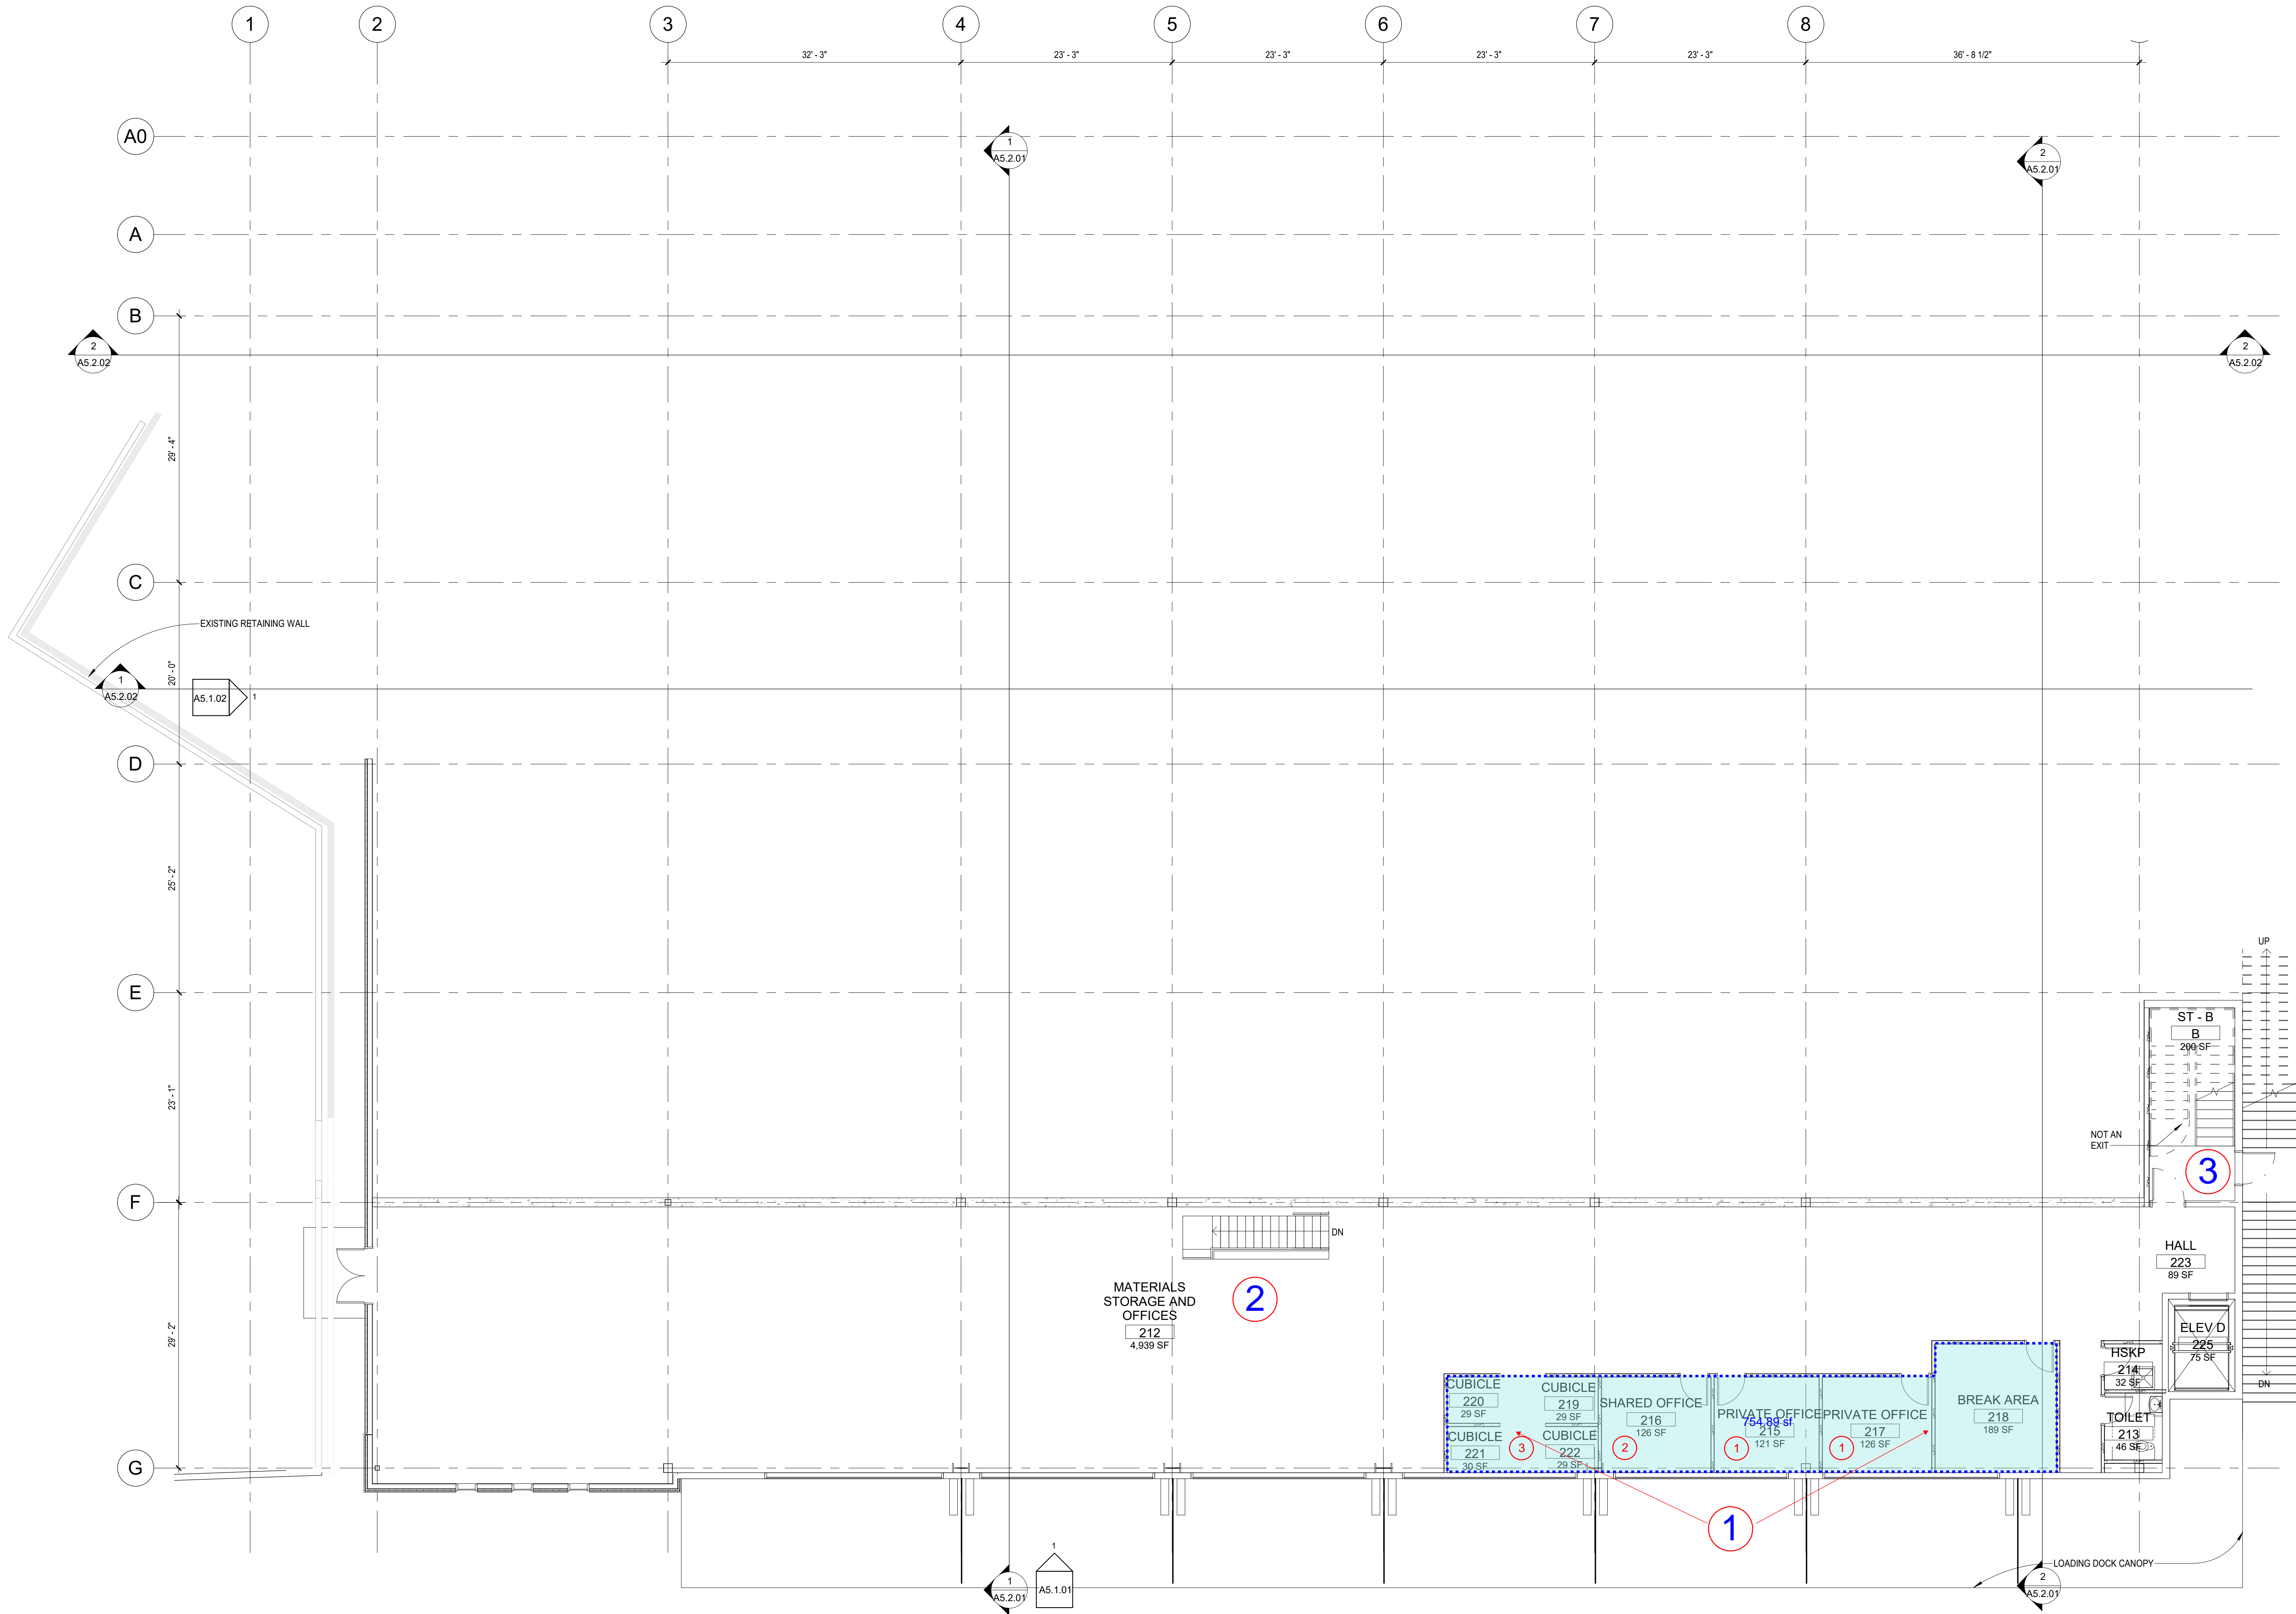 1 2 3 4 5 6 7 8
32' - 3" 23' - 3" 23' - 3" 23' - 3" 23' - 3" 36' - 8 1/2"
A0
1
A5.2.01
2
A5.2.01
A
B
2
A5.2.02
2
A5.2.02
29' - 4"
C
EXISTING RETAINING WALL
20' - 0"
1
A5.2.02
A5.1.02 1
D
25' - 2"
E
UP
ST - B
B
200 SF
23' - 1"
NOT AN
EXIT
3
F
DN
HALL
223
89 SF
MATERIALS
STORAGE AND
OFFICES
212
4,939 SF
2
29' - 2"
ELEV D
225
75 SF
HSKP
214
32 SF
DN
CUBICLE
220
29 SF
CUBICLE
219
29 SF
SHARED OFFICE
216
126 SF
PRIVATE OFFICE
754.89 sf
215
121 SF
PRIVATE OFFICE
217
126 SF
BREAK AREA
218
189 SF
TOILET
213
46 SF
CUBICLE
221
30 SF
CUBICLE
222
29 SF
3
2
1
1
G
1
LOADING DOCK CANOPY
1
A5.2.01
1
A5.1.01
2
A5.2.01